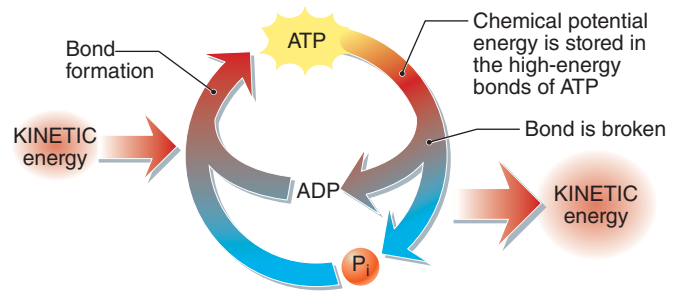 Chemical potential
energy is stored in
the high-energy
bonds of ATP
ATP
Bond
formation
Bond is broken
KINETIC
energy
ADP
KINETIC
energy
Pi